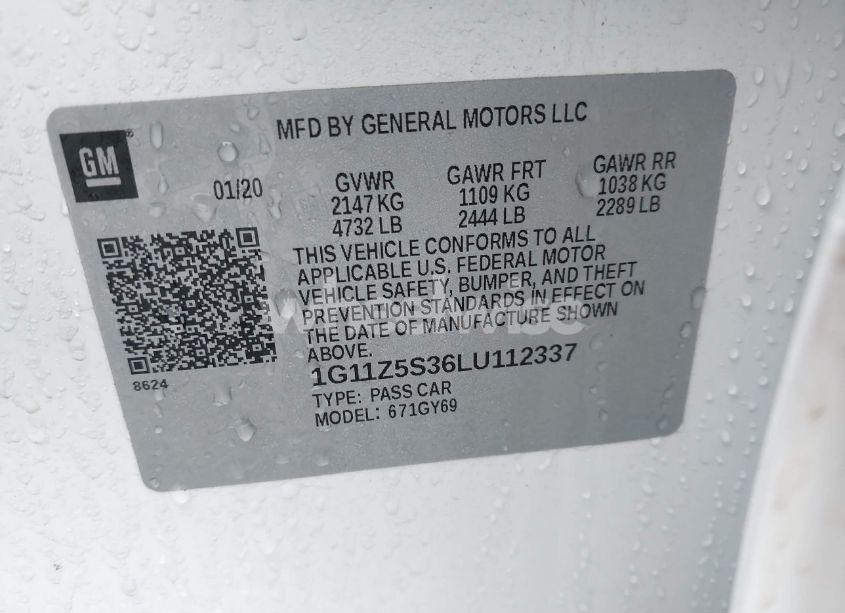 MFD BY GENERAL MOTORS LLC
GM
01/20
GVWR
2147 KG
4732 LB
GAWR FRT
1109 KG
2444 LB
GAWR RR
1038 KG
2289 LB
THIS VEHICLE CONFORMS TO ALL
APPLICABLE U.S. FEDERAL MOTOR
VEHICLE SAFETY, BUMPER, AND THEFT
PREVENTION STANDARDS IN EFFECT ON
THE DATE OF MANUFACTURE SHOWN
ABOVE.
8624
1G11Z5S36LU112337
TYPE: PASS CAR
MODEL: 671GY69